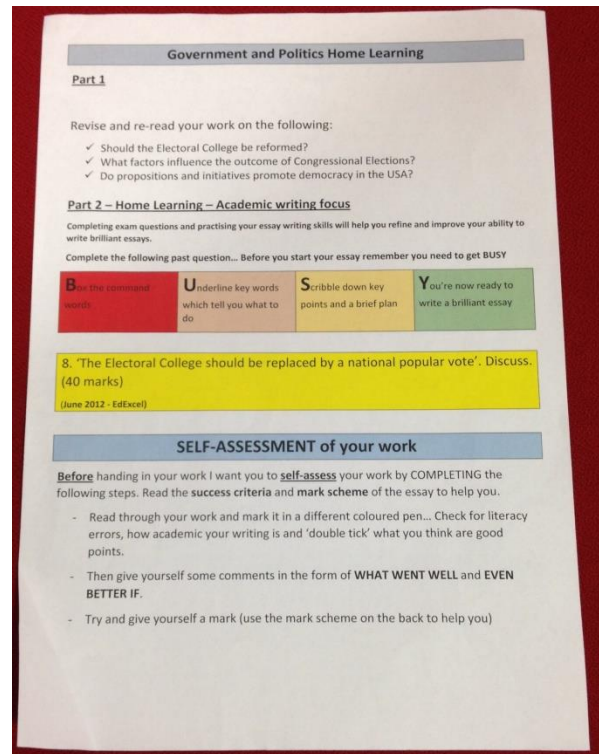 Government and Politics Home Learning
Part 1
Revise and re-read your work on the following:
✓ Should the Electoral College be reformed?
✓ What factors influence the outcome of Congressional Elections?
✓ Do propositions and initiatives promote democracy in the USA?
Part 2 – Home Learning – Academic writing focus
Completing exam questions and practising your essay writing skills will help you refine and improve your ability to
write brilliant essays.
Complete the following past question... Before you start your essay remember you need to get BUSY
Box the command
words
Underline key words
which tell you what to
do
Scribble down key
points and a brief plan
You're now ready to
write a brilliant essay
8. 'The Electoral College should be replaced by a national popular vote'. Discuss.
(40 marks)
(June 2012 - EdExcel)
SELF-ASSESSMENT of your work
Before handing in your work I want you to self-assess your work by COMPLETING the
following steps. Read the success criteria and mark scheme of the essay to help you.
- Read through your work and mark it in a different coloured pen... Check for literacy
errors, how academic your writing is and 'double tick' what you think are good
points.
- Then give yourself some comments in the form of WHAT WENT WELL and EVEN
BETTER IF.
- Try and give yourself a mark (use the mark scheme on the back to help you)